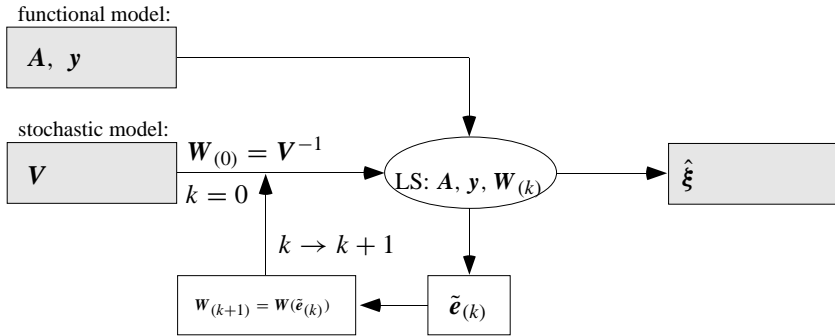 functional model:
A, y
stochastic model:
V
W₍₀₎ = V⁻¹
k = 0
LS: A, y, W₍ₖ₎
ξ̂
k → k + 1
W₍ₖ₊₁₎ = W(ẽ₍ₖ₎)
ẽ₍ₖ₎